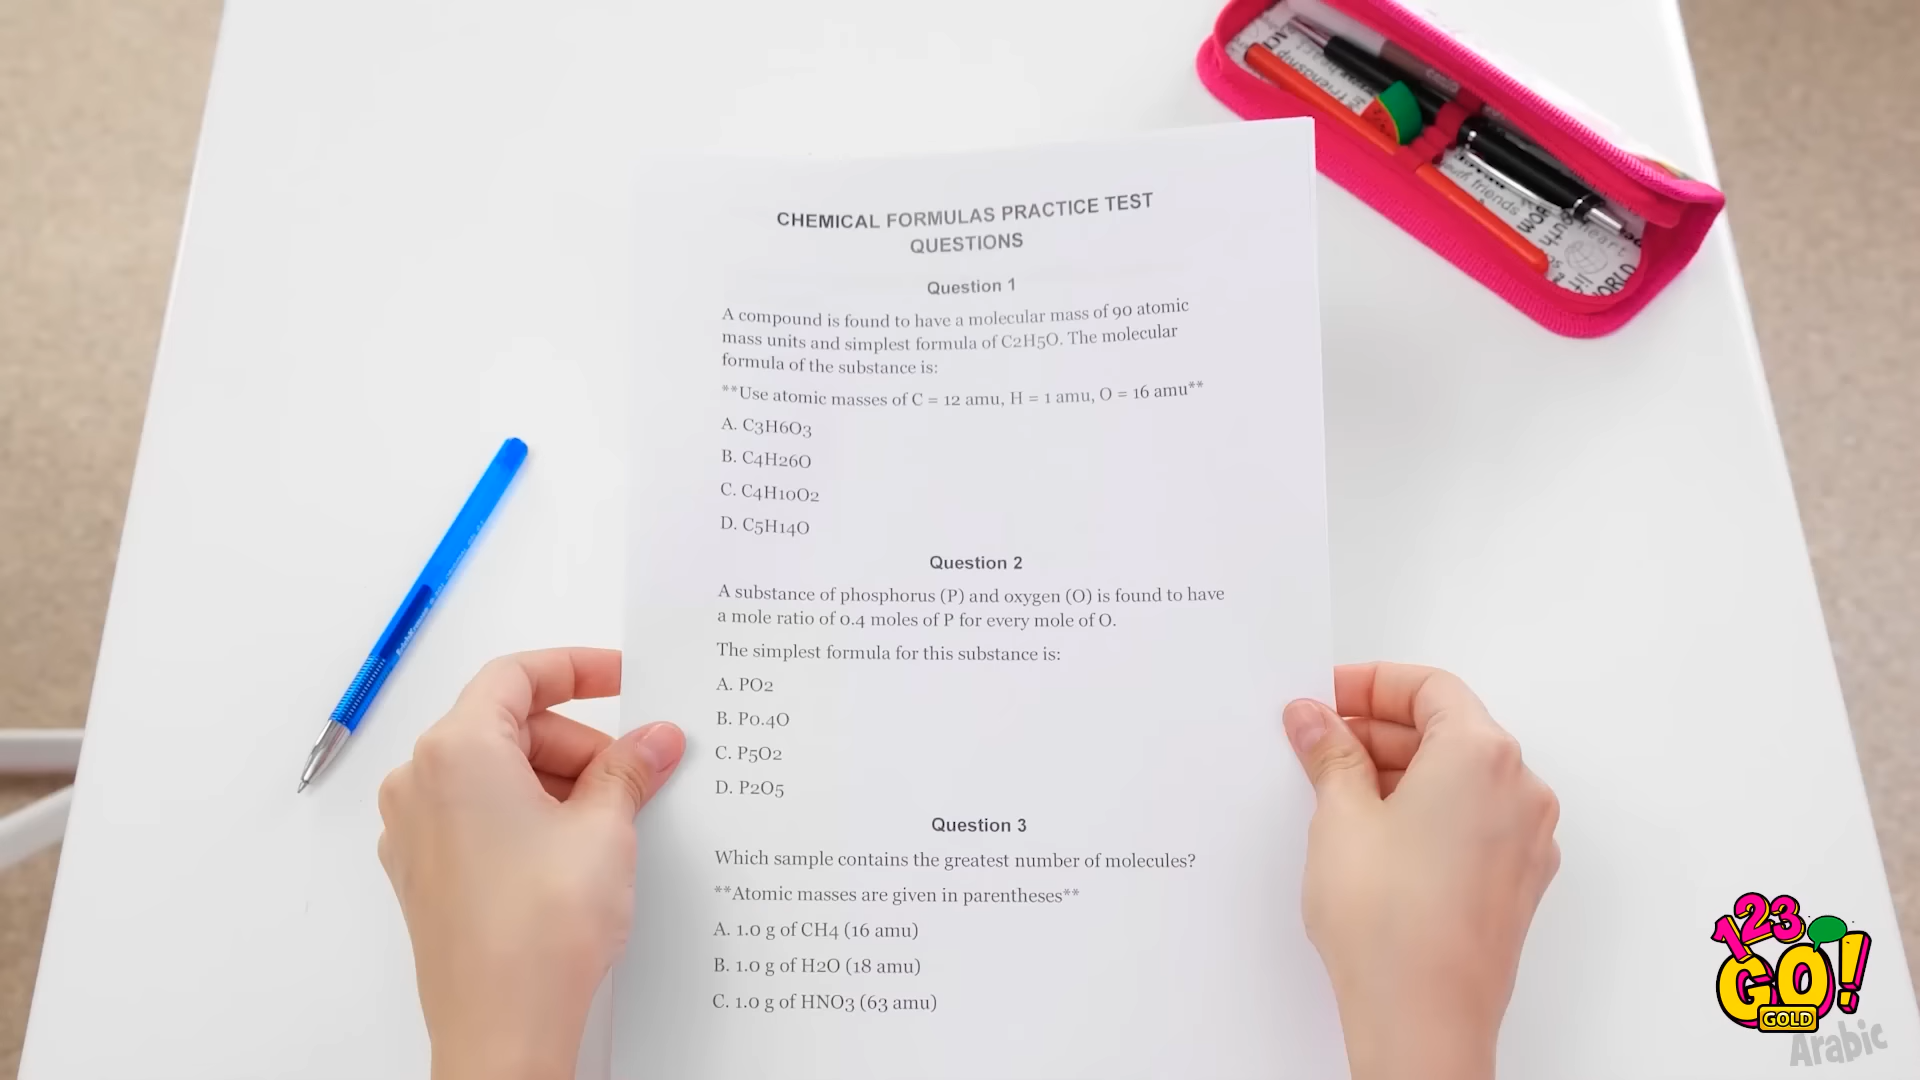 CHEMICAL FORMULAS PRACTICE TEST
QUESTIONS
Question 1
A compound is found to have a molecular mass of 90 atomic
mass units and simplest formula of C2H5O. The molecular
formula of the substance is:
**Use atomic masses of C = 12 amu, H = 1 amu, O = 16 amu**
A. C3H6O3
B. C4H26O
C. C4H10O2
D. C5H14O
Question 2
A substance of phosphorus (P) and oxygen (O) is found to have
a mole ratio of 0.4 moles of P for every mole of O.
The simplest formula for this substance is:
A. PO2
B. P0.4O
C. P5O2
D. P2O5
Question 3
Which sample contains the greatest number of molecules?
**Atomic masses are given in parentheses**
A. 1.0 g of CH4 (16 amu)
B. 1.0 g of H2O (18 amu)
C. 1.0 g of HNO3 (63 amu)
friendship
friends
heart
WORLD
123
GO!
GOLD
Arabic